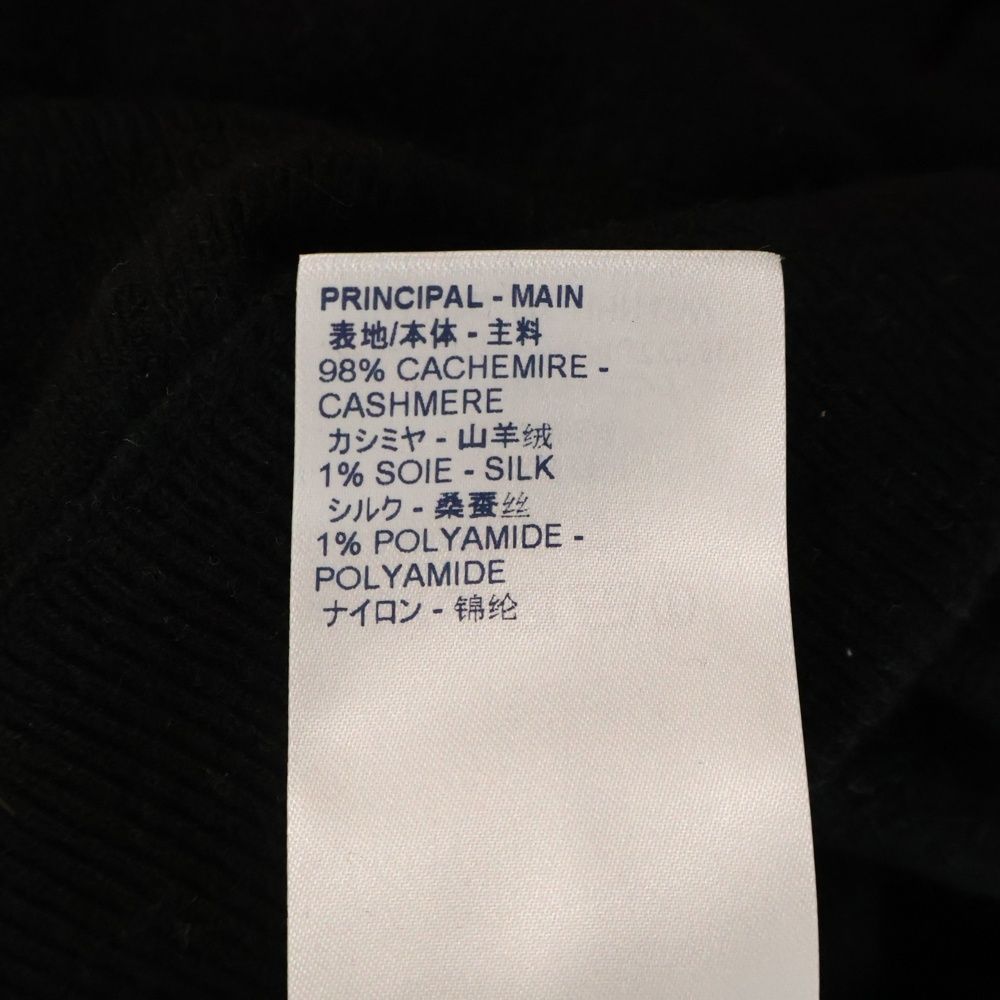 PRINCIPAL - MAIN
表地/本体 - 主料
98% CACHEMIRE -
CASHMERE
カシミヤ - 山羊绒
1% SOIE - SILK
シルク - 桑蚕丝
1% POLYAMIDE -
POLYAMIDE
ナイロン - 锦纶